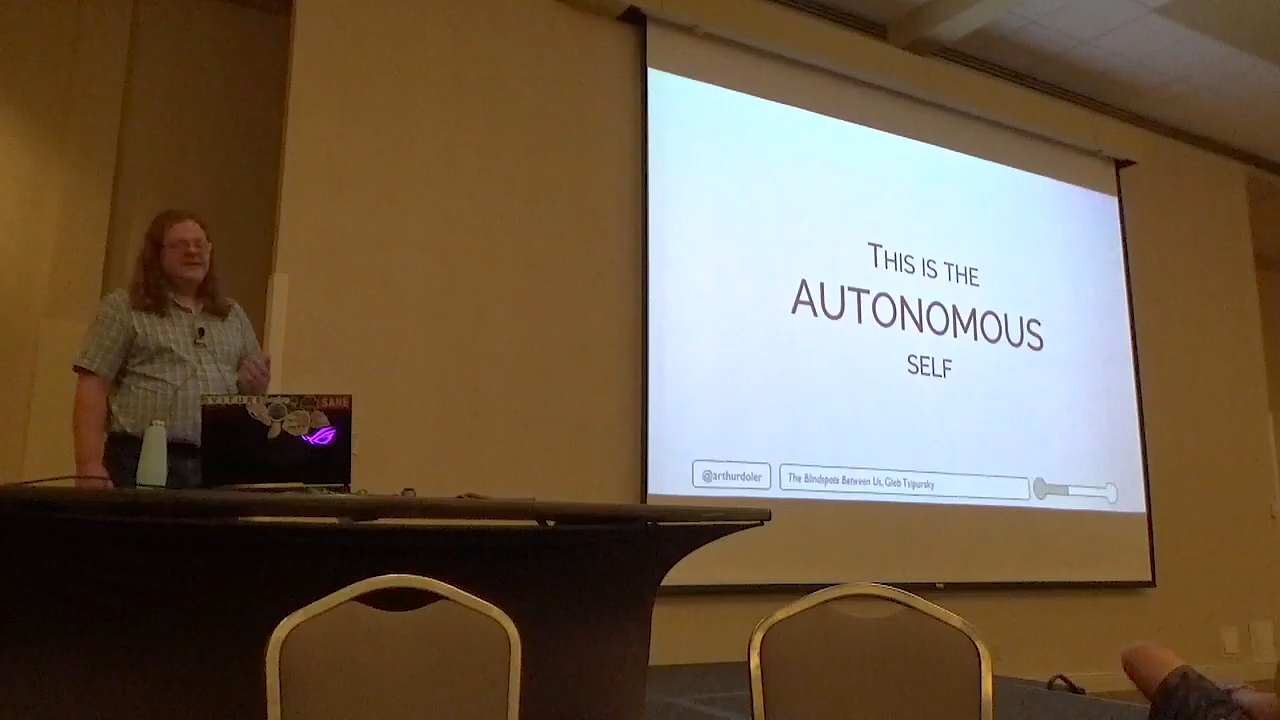 THIS IS THE
AUTONOMOUS
SELF
@arthurdoler
The Blindspots Between Us, Gleb Tsipursky
SANE